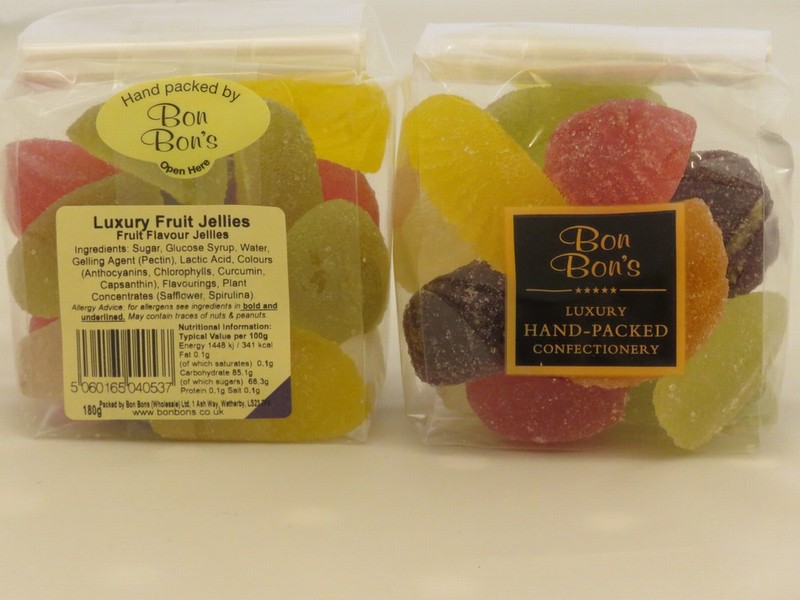 Hand packed by
Bon
Bon's
Open Here
Luxury Fruit Jellies
Fruit Flavour Jellies
Ingredients: Sugar, Glucose Syrup, Water,
Gelling Agent (Pectin), Lactic Acid, Colours
(Anthocyanins, Chlorophylls, Curcumin,
Capsanthin), Flavourings, Plant
Concentrates (Safflower, Spirulina)
Allergy Advice: for allergens see ingredients in bold and
underlined. May contain traces of nuts & peanuts.
Nutritional Information:
Typical Value per 100g
Energy 1448 kj / 341 kcal
Fat 0.1g
(of which saturates) 0.1g
Carbohydrate 85.1g
(of which sugars) 68.3g
Protein 0.1g Salt 0.1g
5 060165 040537
180g
Packed by Bon Bons (Wholesale) Ltd, 1 Ash Way, Wetherby,
www.bonbons.co.uk
Bon
Bon's
LUXURY
HAND-PACKED
CONFECTIONERY